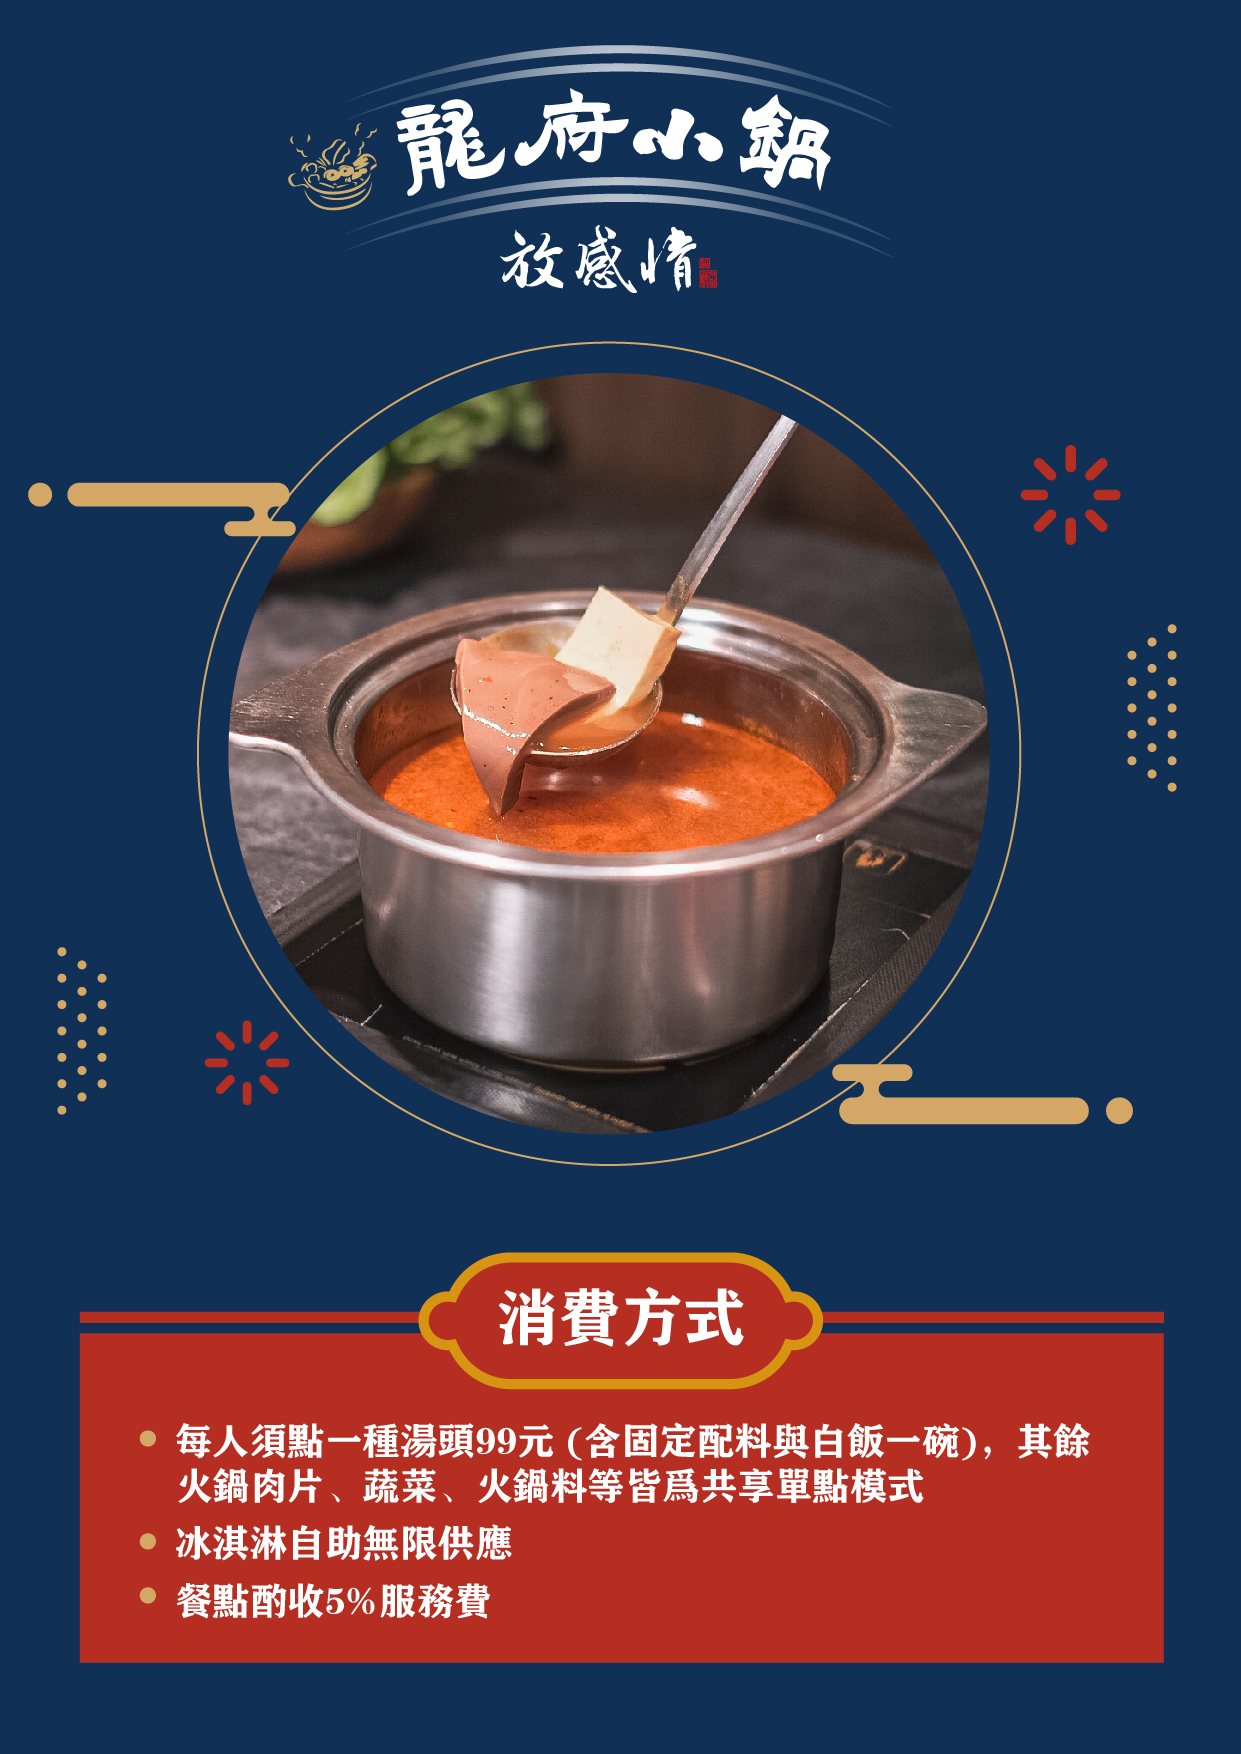 龍府小鍋
放感情
消費方式
每人須點一種湯頭99元 (含固定配料與白飯一碗)，其餘
火鍋肉片、蔬菜、火鍋料等皆爲共享單點模式
冰淇淋自助無限供應
餐點酌收5%服務費